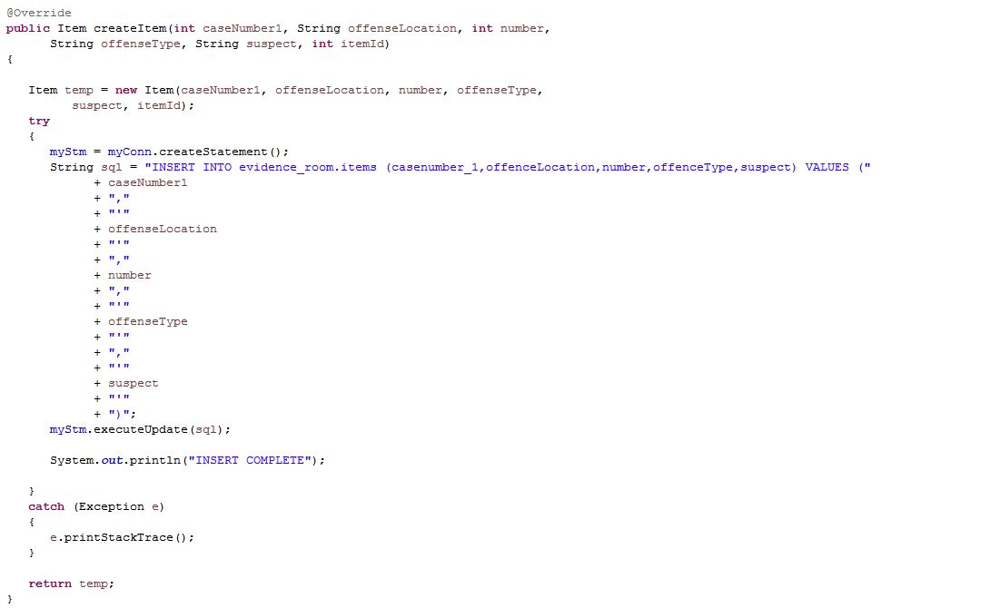 @Override
public Item createItem(int caseNumber1, String offenseLocation, int number,
String offenseType, String suspect, int itemId)
{
Item temp = new Item(caseNumber1, offenseLocation, number, offenseType,
suspect, itemId);
try
{
myStm = myConn.createStatement();
String sql = "INSERT INTO evidence_room.items (casenumber_1,offenceLocation,number,offenceType,suspect) VALUES ("
+ caseNumber1
+ ","
+ "'"
+ offenseLocation
+ "'"
+ ","
+ number
+ ","
+ "'"
+ offenseType
+ "'"
+ ","
+ "'"
+ suspect
+ "'"
+ ")";
myStm.executeUpdate(sql);
System.out.println("INSERT COMPLETE");
}
catch (Exception e)
{
e.printStackTrace();
}
return temp;
}